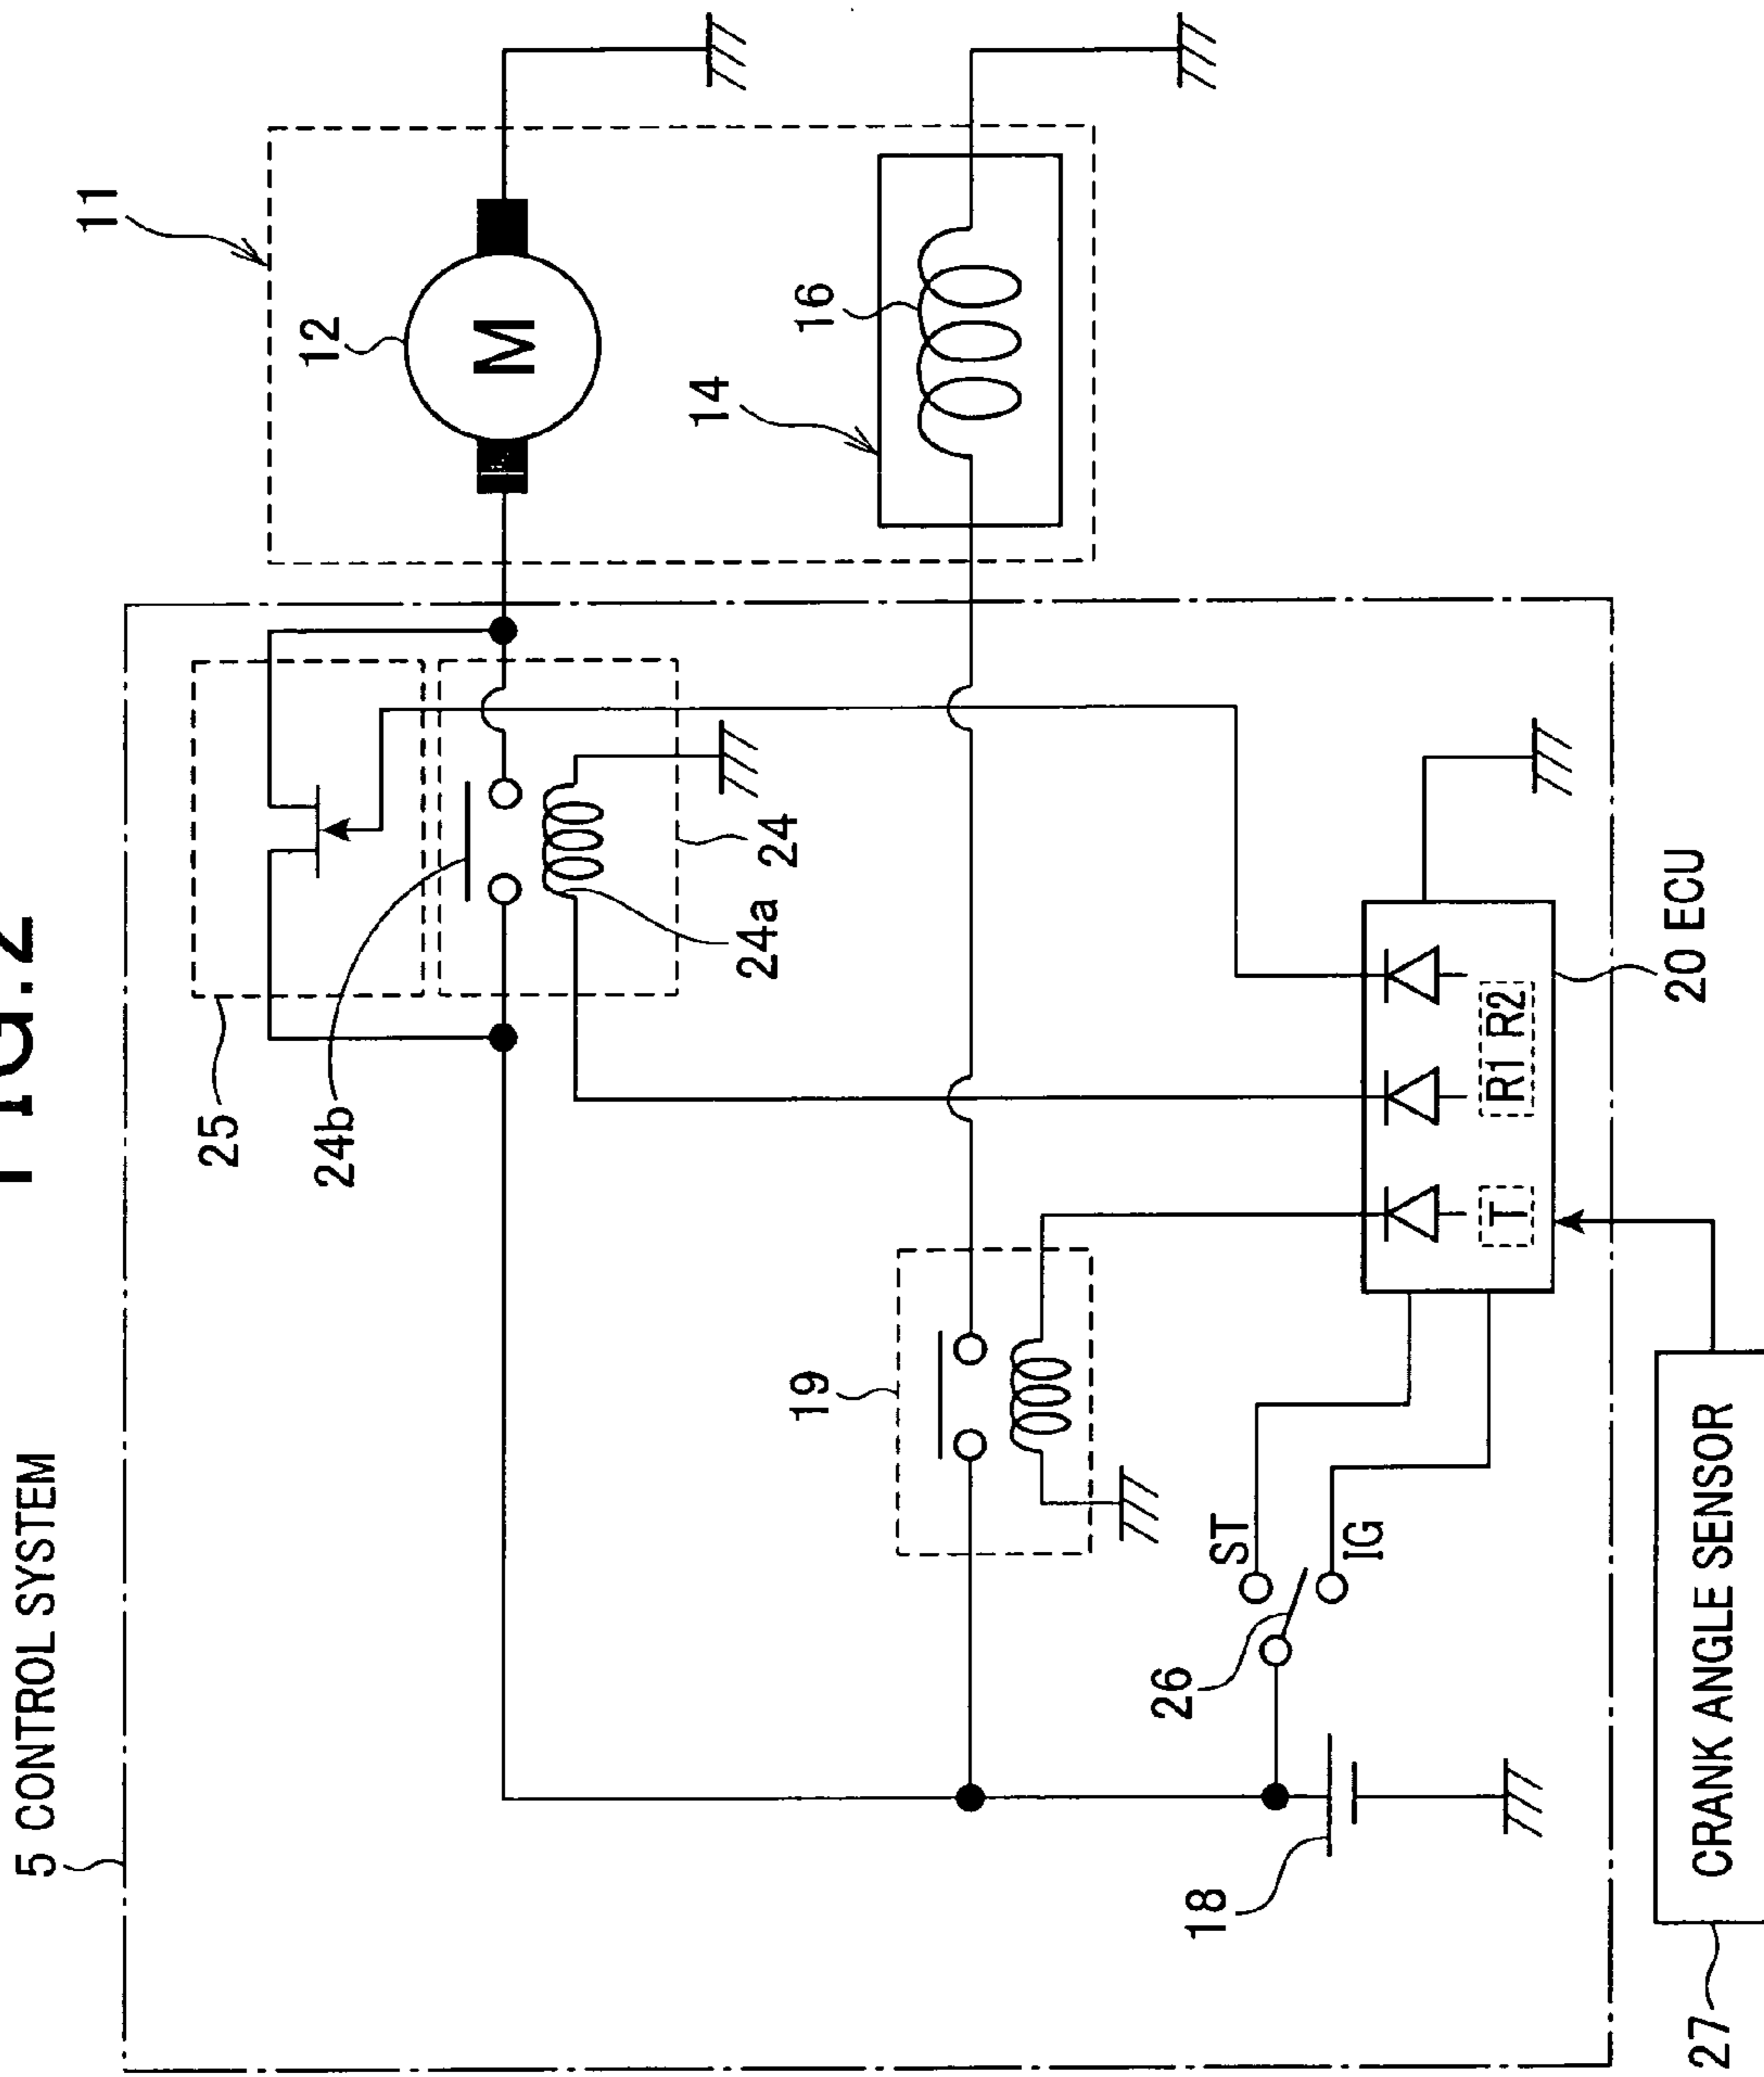 FIG.2
5 CONTROL SYSTEM
11
12
M
25
24b
24
24a
14
16
19
ST
IG
26
18
T
R1 R2
20 ECU
27
CRANK ANGLE SENSOR